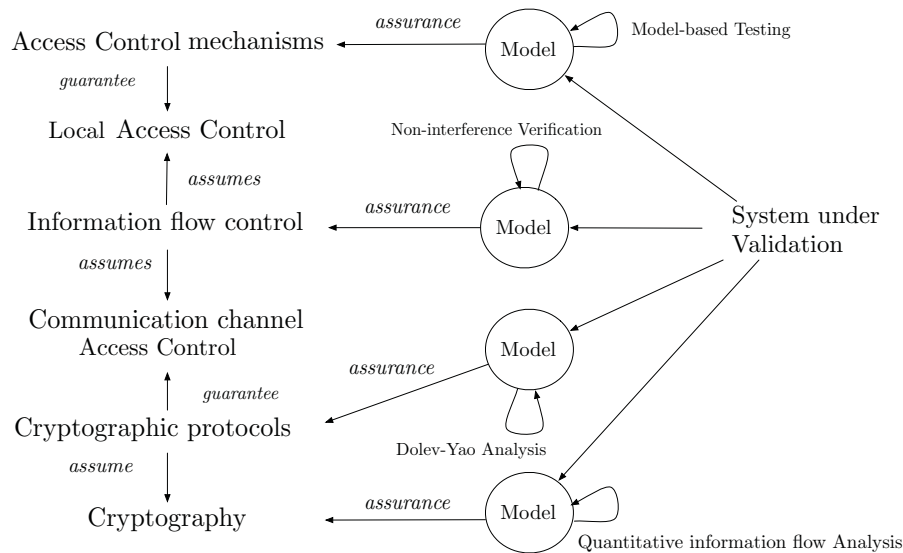 assurance
Model-based Testing
Access Control mechanisms
Model
guarantee
Local Access Control
Non-interference Verification
assumes
assurance
Information flow control
Model
System under
Validation
assumes
Communication channel
Access Control
Model
assurance
guarantee
Cryptographic protocols
Dolev-Yao Analysis
assume
assurance
Cryptography
Model
Quantitative information flow Analysis